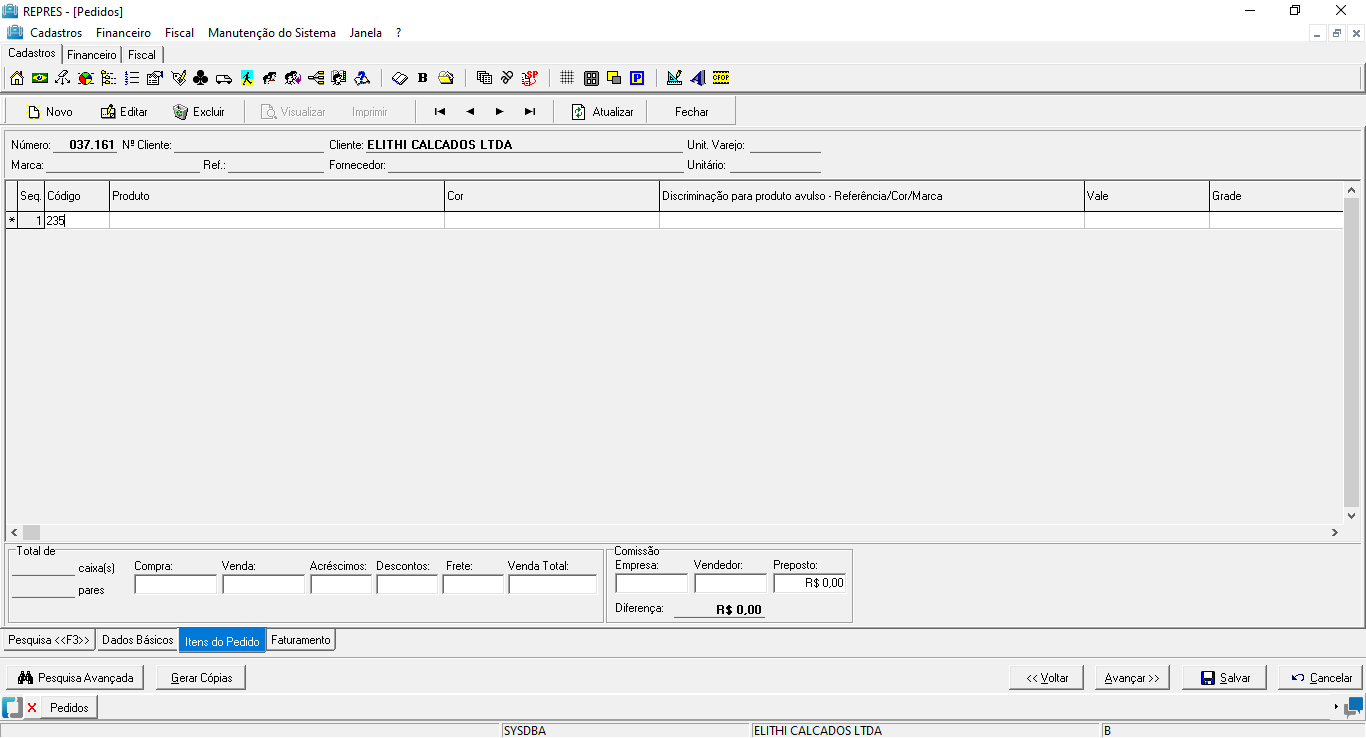 REPRES - [Pedidos]
Cadastros Financeiro Fiscal Manutenção do Sistema Janela ?
Cadastros Financeiro Fiscal
B SP P CFOP
Novo Editar Excluir Visualizar Imprimir Atualizar Fechar
Número: 037.161 Nº Cliente: Cliente: ELITHI CALCADOS LTDA Unit. Varejo:
Marca: Ref.: Fornecedor: Unitário:
Seq. Código Produto Cor Discriminação para produto avulso - Referência/Cor/Marca Vale Grade
* 1 235
Total de Comissão
caixa(s) Compra: Venda: Acréscimos: Descontos: Frete: Venda Total: Empresa: Vendedor: Preposto:
R$ 0,00
pares
Diferença: R$ 0,00
Pesquisa <<F3>> Dados Básicos Itens do Pedido Faturamento
Pesquisa Avançada Gerar Cópias << Voltar Avançar >> Salvar Cancelar
Pedidos
SYSDBA ELITHI CALCADOS LTDA B